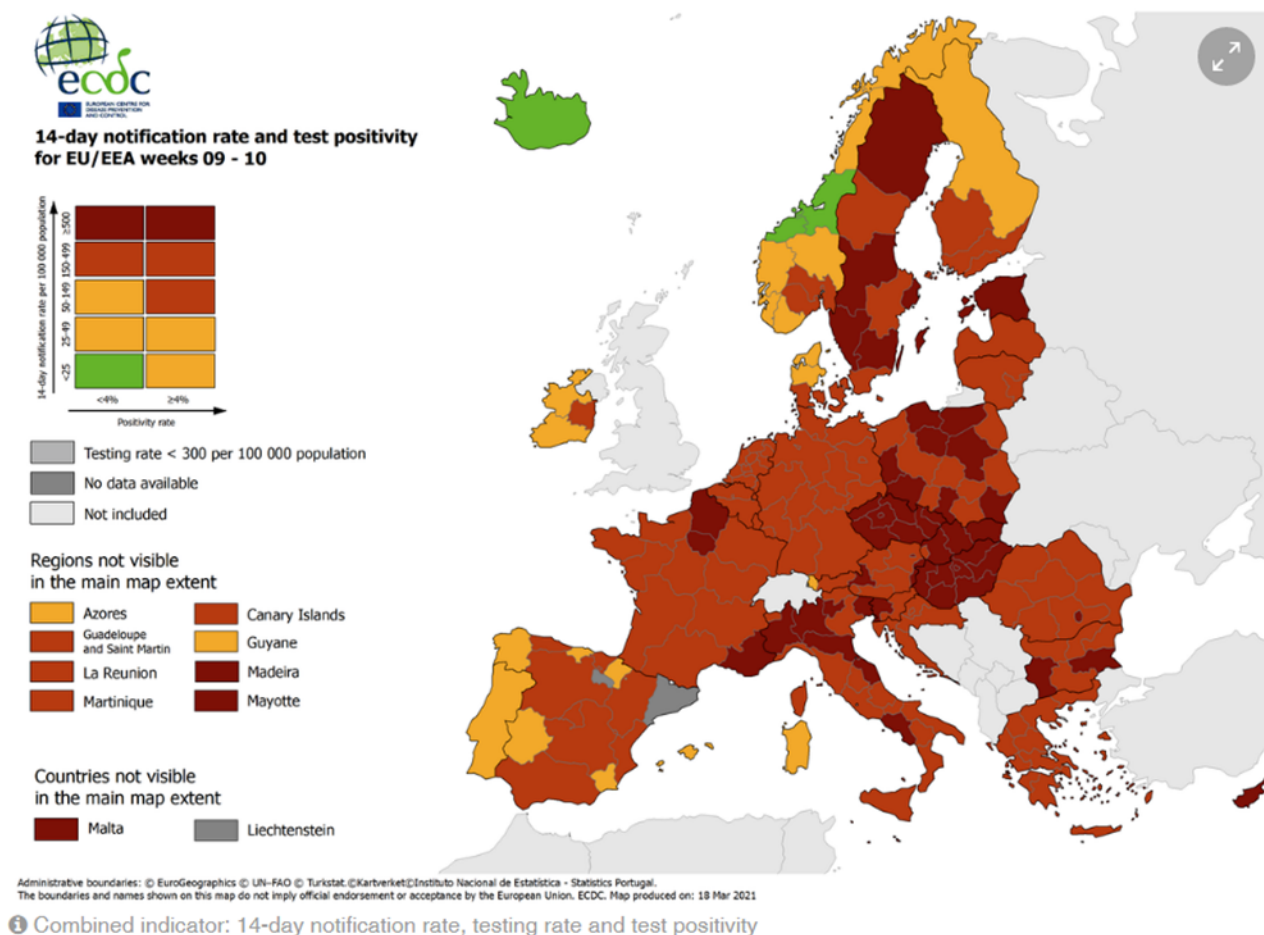 ecdc
EUROPEAN CENTRE FOR
DISEASE PREVENTION
AND CONTROL
14-day notification rate and test positivity
for EU/EEA weeks 09 - 10
14-day notification rate per 100 000 population
≥500
150-499
50-149
25-49
<25
<4%
≥4%
Positivity rate
Testing rate < 300 per 100 000 population
No data available
Not included
Regions not visible
in the main map extent
Azores
Canary Islands
Guadeloupe
and Saint Martin
Guyane
La Reunion
Madeira
Martinique
Mayotte
Countries not visible
in the main map extent
Malta
Liechtenstein
Administrative boundaries: © EuroGeographics © UN–FAO © Turkstat.©Kartverket©Instituto Nacional de Estatística - Statistics Portugal.
The boundaries and names shown on this map do not imply official endorsement or acceptance by the European Union. ECDC. Map produced on: 18 Mar 2021
Combined indicator: 14-day notification rate, testing rate and test positivity